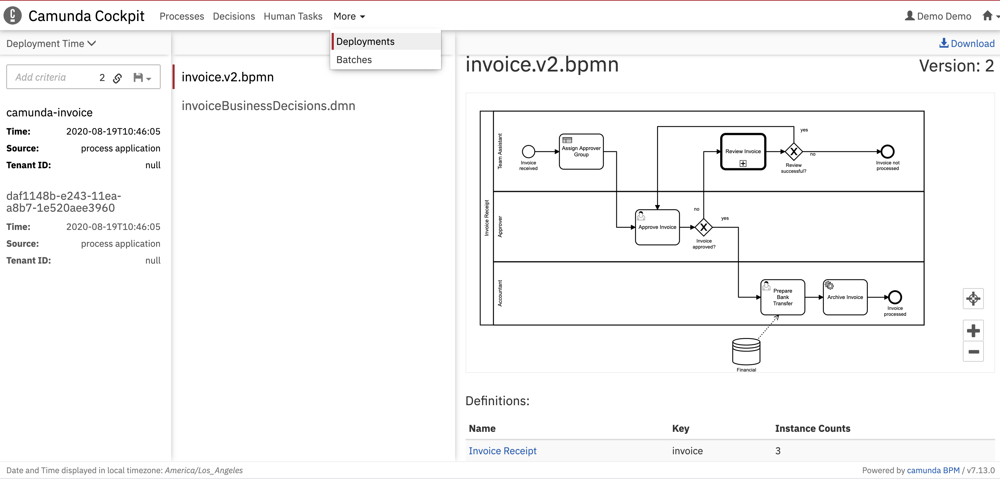 Camunda Cockpit Processes Decisions Human Tasks More Demo Demo
Deployments
Batches
Deployment Time
Download
Add criteria 2
camunda-invoice
Time: 2020-08-19T10:46:05
Source: process application
Tenant ID: null
daf1148b-e243-11ea-
a8b7-1e520aee3960
Time: 2020-08-19T10:46:05
Source: process application
Tenant ID: null
invoice.v2.bpmn
invoiceBusinessDecisions.dmn
invoice.v2.bpmn
Version: 2
Invoice Receipt
Team Assistant
Invoice
received
Assign Approver
Group
Review Invoice
yes
no
Review
successful?
Invoice not
processed
Approver
Approve Invoice
no
yes
Invoice
approved?
Accountant
Prepare
Bank
Transfer
Archive Invoice
Invoice
processed
Financial
Definitions:
Name Key Instance Counts
Invoice Receipt invoice 3
Date and Time displayed in local timezone: America/Los_Angeles
Powered by camunda BPM / v7.13.0